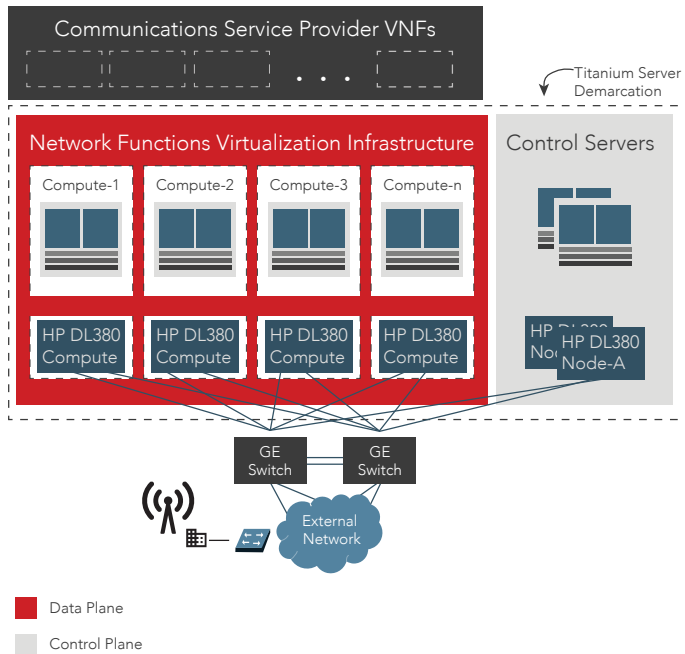 Communications Service Provider VNFs
. . .
Titanium Server
Demarcation
Network Functions Virtualization Infrastructure
Control Servers
Compute-1
Compute-2
Compute-3
Compute-n
HP DL380
Compute
HP DL380
Compute
HP DL380
Compute
HP DL380
Compute
HP DL380
HP DL380
Node-A
GE
Switch
GE
Switch
External
Network
Data Plane
Control Plane